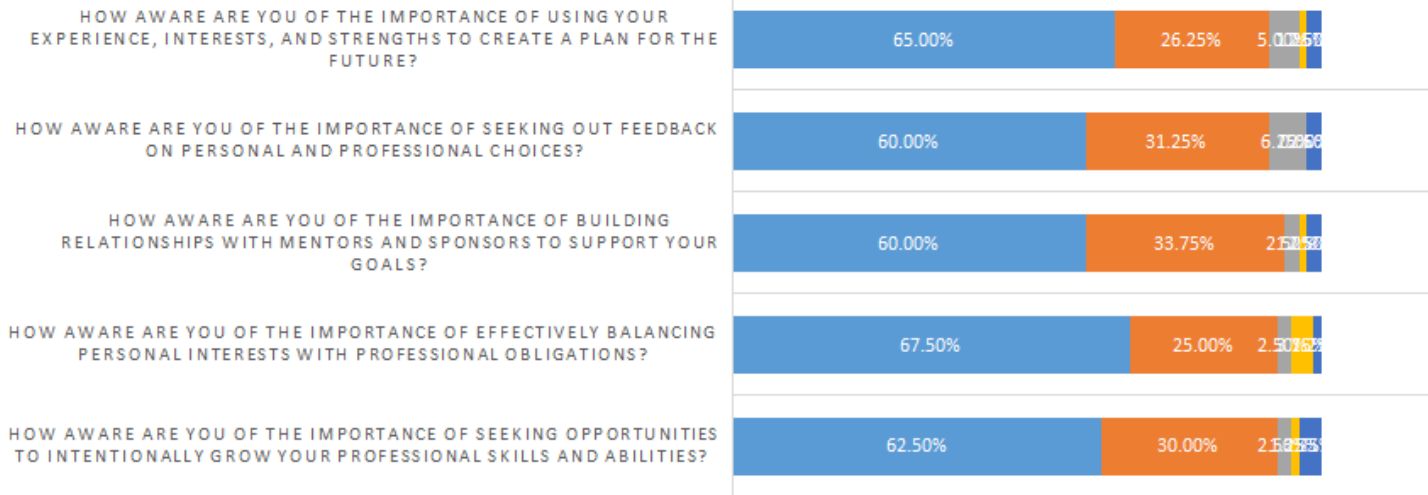 HOW AWARE ARE YOU OF THE IMPORTANCE OF USING YOUR
EXPERIENCE, INTERESTS, AND STRENGTHS TO CREATE A PLAN FOR THE
FUTURE?
65.00% 26.25%
HOW AWARE ARE YOU OF THE IMPORTANCE OF SEEKING OUT FEEDBACK
ON PERSONAL AND PROFESSIONAL CHOICES?
60.00% 31.25%
HOW AWARE ARE YOU OF THE IMPORTANCE OF BUILDING
RELATIONSHIPS WITH MENTORS AND SPONSORS TO SUPPORT YOUR
GOALS?
60.00% 33.75%
HOW AWARE ARE YOU OF THE IMPORTANCE OF EFFECTIVELY BALANCING
PERSONAL INTERESTS WITH PROFESSIONAL OBLIGATIONS?
67.50% 25.00%
HOW AWARE ARE YOU OF THE IMPORTANCE OF SEEKING OPPORTUNITIES
TO INTENTIONALLY GROW YOUR PROFESSIONAL SKILLS AND ABILITIES?
62.50% 30.00%